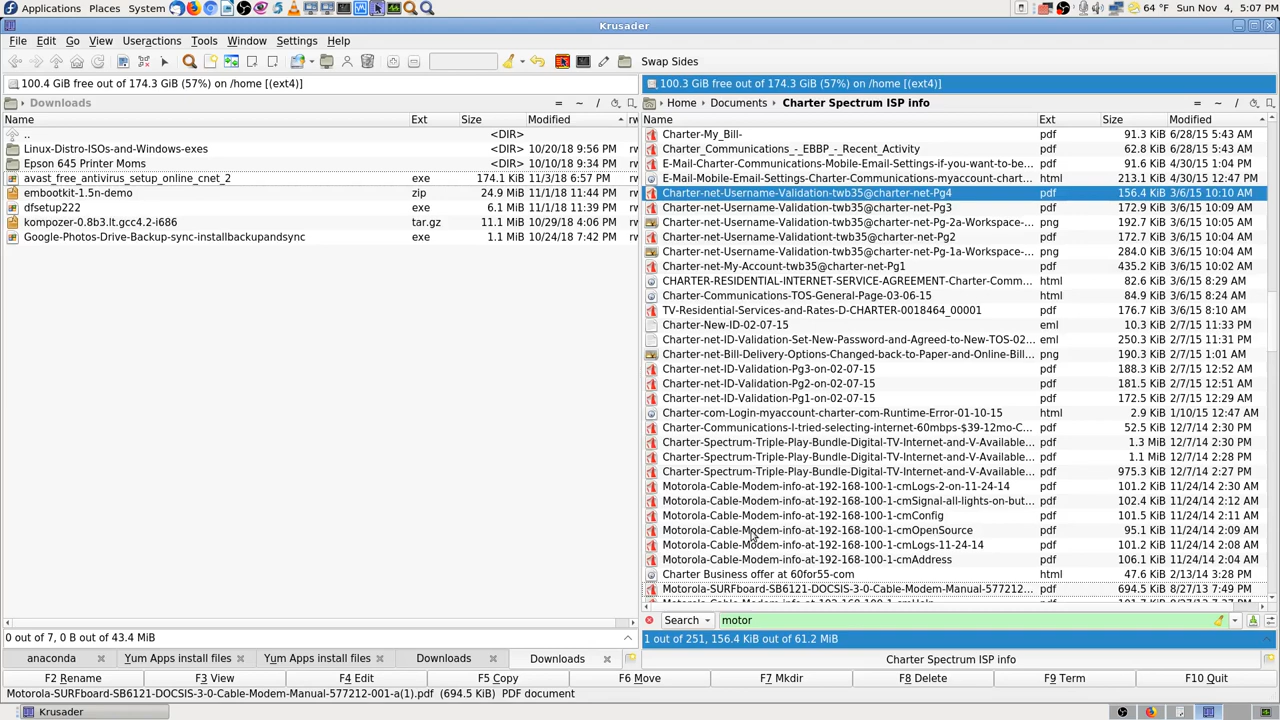 Applications Places System 64 °F Sun Nov 4, 5:07 PM
Krusader
File Edit Go View Useractions Tools Window Settings Help
Swap Sides
100.4 GiB free out of 174.3 GiB (57%) on /home [(ext4)] 100.3 GiB free out of 174.3 GiB (57%) on /home [(ext4)]
Downloads = ~ / Home › Documents › Charter Spectrum ISP info = ~ /
Name Ext Size Modified rw Name Ext Size Modified
.. <DIR> Charter-My_Bill- pdf 91.3 KiB 6/28/15 5:43 AM
Linux-Distro-ISOs-and-Windows-exes <DIR> 10/20/18 9:56 PM rw Charter_Communications_-_EBBP_-_Recent_Activity pdf 62.8 KiB 6/28/15 5:43 AM
Epson 645 Printer Moms <DIR> 10/10/18 9:34 PM rw E-Mail-Charter-Communications-Mobile-Email-Settings-if-you-want-to-be... pdf 91.6 KiB 4/30/15 1:04 PM
avast_free_antivirus_setup_online_cnet_2 exe 174.1 KiB 11/3/18 6:57 PM rw E-Mail-Mobile-Email-Settings-Charter-Communications-myaccount-chart... html 213.1 KiB 4/30/15 12:47 PM
embootkit-1.5n-demo zip 24.9 MiB 11/1/18 11:44 PM rw Charter-net-Username-Validation-twb35@charter-net-Pg4 pdf 156.4 KiB 3/6/15 10:10 AM
dfsetup222 exe 6.1 MiB 11/1/18 11:39 PM rw Charter-net-Username-Validation-twb35@charter-net-Pg3 pdf 172.9 KiB 3/6/15 10:09 AM
kompozer-0.8b3.lt.gcc4.2-i686 tar.gz 11.1 MiB 10/29/18 4:06 PM rw Charter-net-Username-Validation-twb35@charter-net-Pg-2a-Workspace-... png 192.7 KiB 3/6/15 10:05 AM
Google-Photos-Drive-Backup-sync-installbackupandsync exe 1.1 MiB 10/24/18 7:42 PM rw Charter-net-Username-Validationt-twb35@charter-net-Pg2 pdf 172.7 KiB 3/6/15 10:04 AM
Charter-net-Username-Validation-twb35@charter-net-Pg-1a-Workspace-... png 284.0 KiB 3/6/15 10:04 AM
Charter-net-My-Account-twb35@charter-net-Pg1 pdf 435.2 KiB 3/6/15 10:02 AM
CHARTER-RESIDENTIAL-INTERNET-SERVICE-AGREEMENT-Charter-Comm... html 82.6 KiB 3/6/15 8:29 AM
Charter-Communications-TOS-General-Page-03-06-15 html 84.9 KiB 3/6/15 8:24 AM
TV-Residential-Services-and-Rates-D-CHARTER-0018464_00001 pdf 176.7 KiB 3/6/15 8:10 AM
Charter-New-ID-02-07-15 eml 10.3 KiB 2/7/15 11:33 PM
Charter-net-ID-Validation-Set-New-Password-and-Agreed-to-New-TOS-02... eml 250.3 KiB 2/7/15 11:31 PM
Charter-net-Bill-Delivery-Options-Changed-back-to-Paper-and-Online-Bill... png 190.3 KiB 2/7/15 1:01 AM
Charter-net-ID-Validation-Pg3-on-02-07-15 pdf 188.3 KiB 2/7/15 12:52 AM
Charter-net-ID-Validation-Pg2-on-02-07-15 pdf 181.5 KiB 2/7/15 12:51 AM
Charter-net-ID-Validation-Pg1-on-02-07-15 pdf 172.5 KiB 2/7/15 12:29 AM
Charter-com-Login-myaccount-charter-com-Runtime-Error-01-10-15 html 2.9 KiB 1/10/15 12:47 AM
Charter-Communications-I-tried-selecting-internet-60mbps-$39-12mo-C... pdf 52.5 KiB 12/7/14 2:30 PM
Charter-Spectrum-Triple-Play-Bundle-Digital-TV-Internet-and-V-Available... pdf 1.3 MiB 12/7/14 2:30 PM
Charter-Spectrum-Triple-Play-Bundle-Digital-TV-Internet-and-V-Available... pdf 1.1 MiB 12/7/14 2:28 PM
Charter-Spectrum-Triple-Play-Bundle-Digital-TV-Internet-and-V-Available... pdf 975.3 KiB 12/7/14 2:27 PM
Motorola-Cable-Modem-info-at-192-168-100-1-cmLogs-2-on-11-24-14 pdf 101.2 KiB 11/24/14 2:30 AM
Motorola-Cable-Modem-info-at-192-168-100-1-cmSignal-all-lights-on-but... pdf 102.4 KiB 11/24/14 2:12 AM
Motorola-Cable-Modem-info-at-192-168-100-1-cmConfig pdf 101.5 KiB 11/24/14 2:11 AM
Motorola-Cable-Modem-info-at-192-168-100-1-cmOpenSource pdf 95.1 KiB 11/24/14 2:09 AM
Motorola-Cable-Modem-info-at-192-168-100-1-cmLogs-11-24-14 pdf 101.2 KiB 11/24/14 2:08 AM
Motorola-Cable-Modem-info-at-192-168-100-1-cmAddress pdf 106.1 KiB 11/24/14 2:04 AM
Charter Business offer at 60for55-com html 47.6 KiB 2/13/14 3:28 PM
Motorola-SURFboard-SB6121-DOCSIS-3-0-Cable-Modem-Manual-577212... pdf 694.5 KiB 8/27/13 7:49 PM
Search motor
0 out of 7, 0 B out of 43.4 MiB 1 out of 251, 156.4 KiB out of 61.2 MiB
anaconda Yum Apps install files Yum Apps install files Downloads Downloads Charter Spectrum ISP info
F2 Rename F3 View F4 Edit F5 Copy F6 Move F7 Mkdir F8 Delete F9 Term F10 Quit
Motorola-SURFboard-SB6121-DOCSIS-3-0-Cable-Modem-Manual-577212-001-a(1).pdf (694.5 KiB) PDF document
Krusader